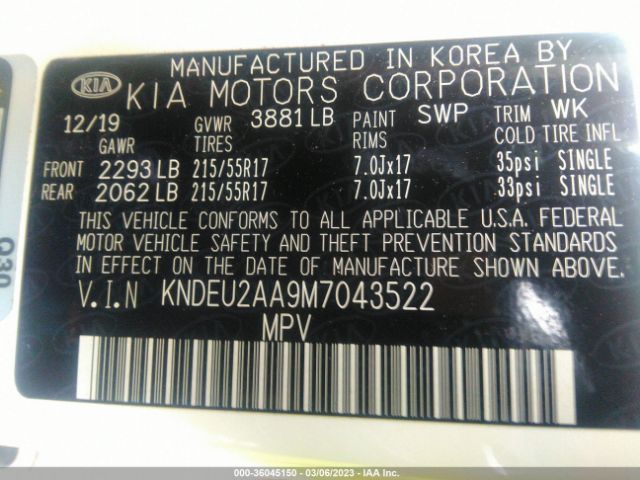 MANUFACTURED IN KOREA BY
KIA KIA MOTORS CORPORATION
12/19 GVWR 3881 LB PAINT SWP TRIM WK
GAWR TIRES RIMS COLD TIRE INFL
FRONT 2293 LB 215/55R17 7.0Jx17 35psi SINGLE
REAR 2062 LB 215/55R17 7.0Jx17 33psi SINGLE
THIS VEHICLE CONFORMS TO ALL APPLICABLE U.S.A. FEDERAL
MOTOR VEHICLE SAFETY AND THEFT PREVENTION STANDARDS
IN EFFECT ON THE DATE OF MANUFACTURE SHOWN ABOVE.
V.I.N KNDEU2AA9M7043522
MPV
Q30
000-36045150 - 03/06/2023 - IAA Inc.